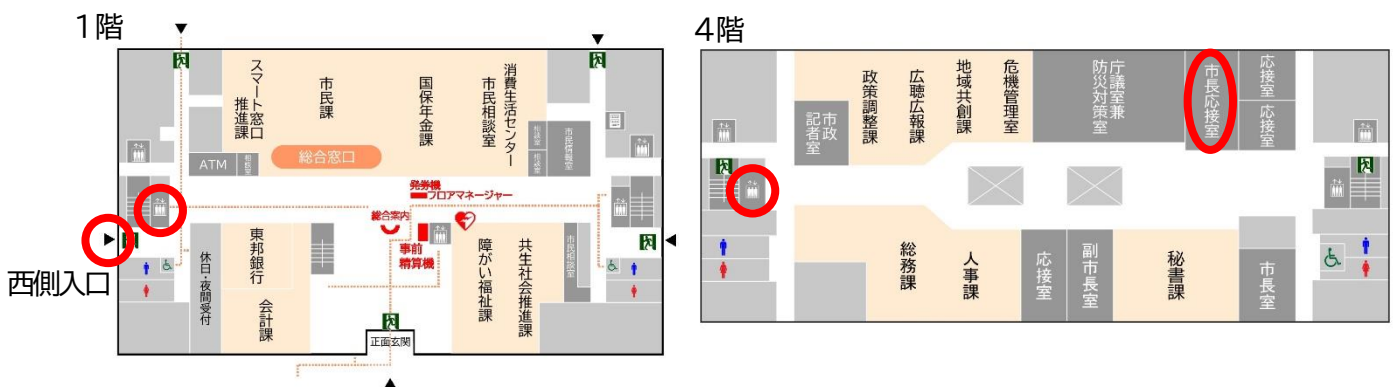 1階
スマート窓口推進課
市民課
国保年金課
市民相談室
消費生活センター
相談室
相談室
市民情報室
ATM
相談室
総合窓口
発券機
フロアマネージャー
総合案内
事前
精算機
西側入口
休日・夜間受付
東邦銀行
会計課
正面玄関
障がい福祉課
共生社会推進課
市民相談室
4階
市政記者室
政策調整課
広聴広報課
地域共創課
危機管理室
庁議室兼
防災対策室
市長応接室
応接室
応接室
総務課
人事課
応接室
副市長室
秘書課
市長室